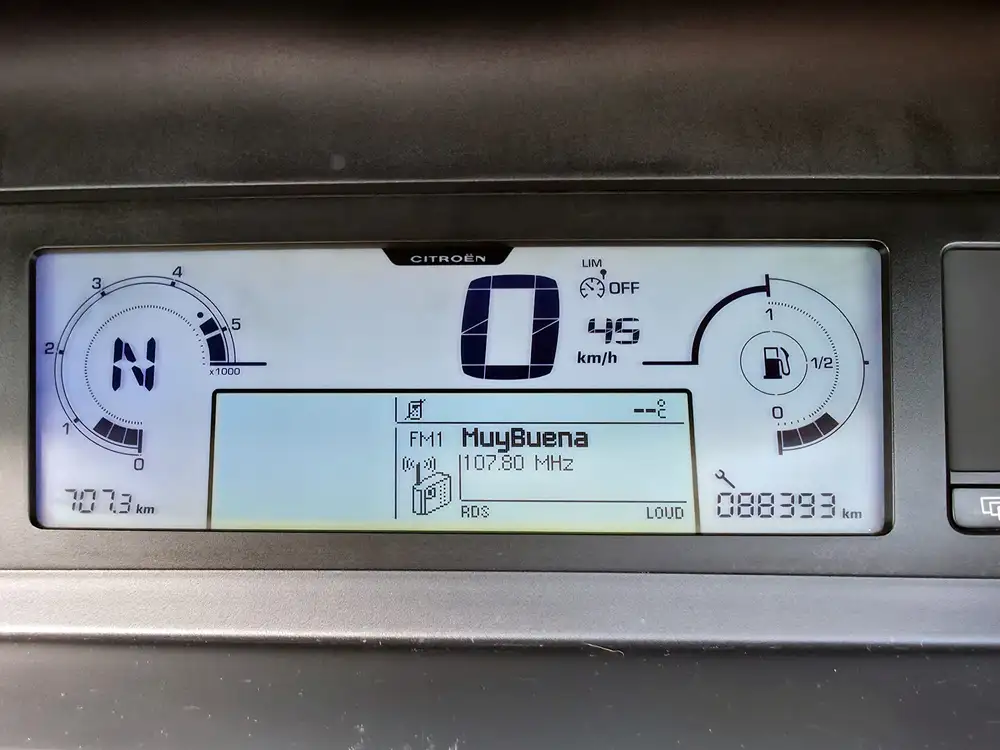 CITROËN
LIM
OFF
0
45
km/h
4
3
5
2
x1000
1
0
N
1
1/2
0
--°C
FM1 MuyBuena
107.80 MHz
RDS LOUD
707.3 km
088393 km